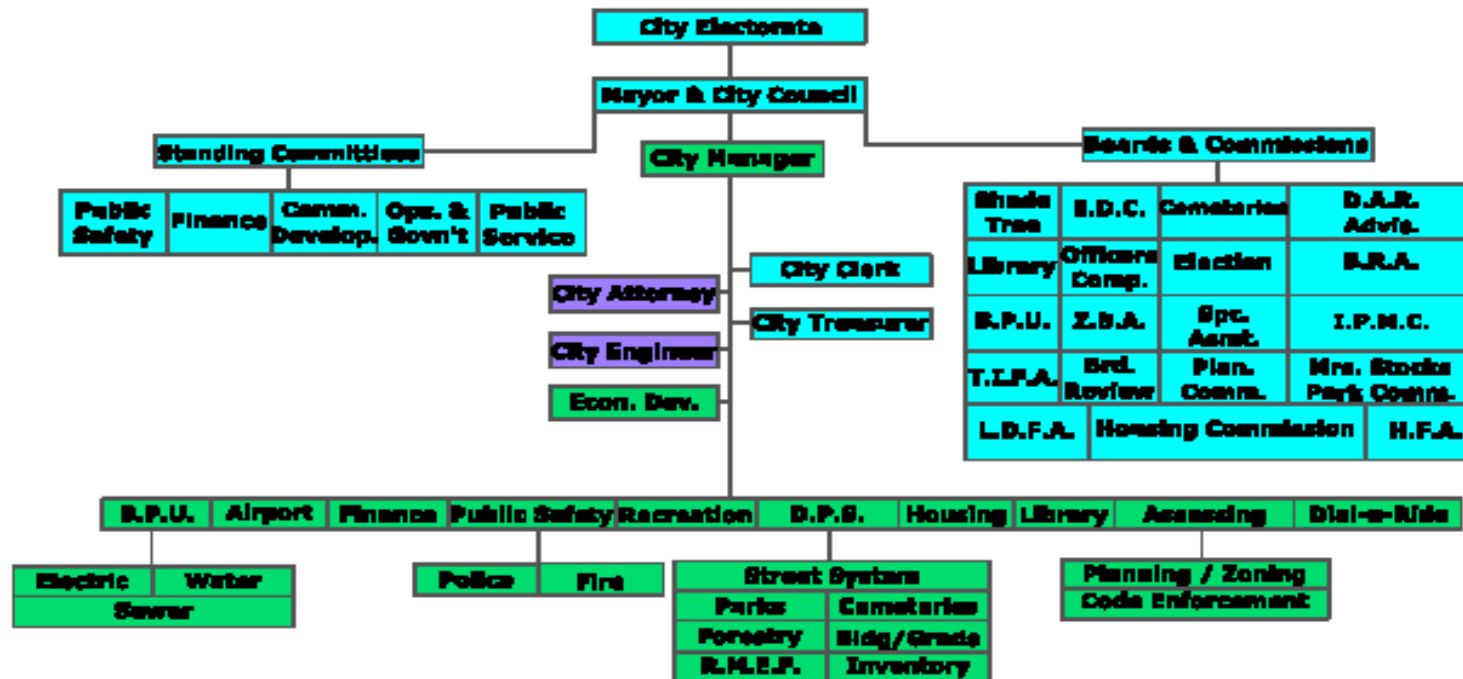 City Electorate
Mayor & City Council
Standing Committees
City Manager
Boards & Commissions
Public
Safety
Finance
Comm.
Develop.
Ops. &
Govn't
Public
Service
Shade
Tree
E.D.C.
Cemeteries
D.A.R.
Advis.
Library
Officers
Comp.
Election
B.R.A.
B.P.U.
Z.B.A.
Spc.
Asmt.
I.P.M.C.
T.I.F.A.
Brd.
Review
Plan.
Comm.
Mrs. Stocks
Park Comm.
L.D.F.A.
Housing Commission
H.F.A.
City Clerk
City Attorney
City Treasurer
City Engineer
Econ. Dev.
B.P.U.
Airport
Finance
Public Safety
Recreation
D.P.S.
Housing
Library
Assessing
Dial-a-Ride
Electric
Water
Sewer
Police
Fire
Street System
Parks
Cemeteries
Forestry
Bldg/Grads
R.M.E.F.
Inventory
Planning / Zoning
Code Enforcement